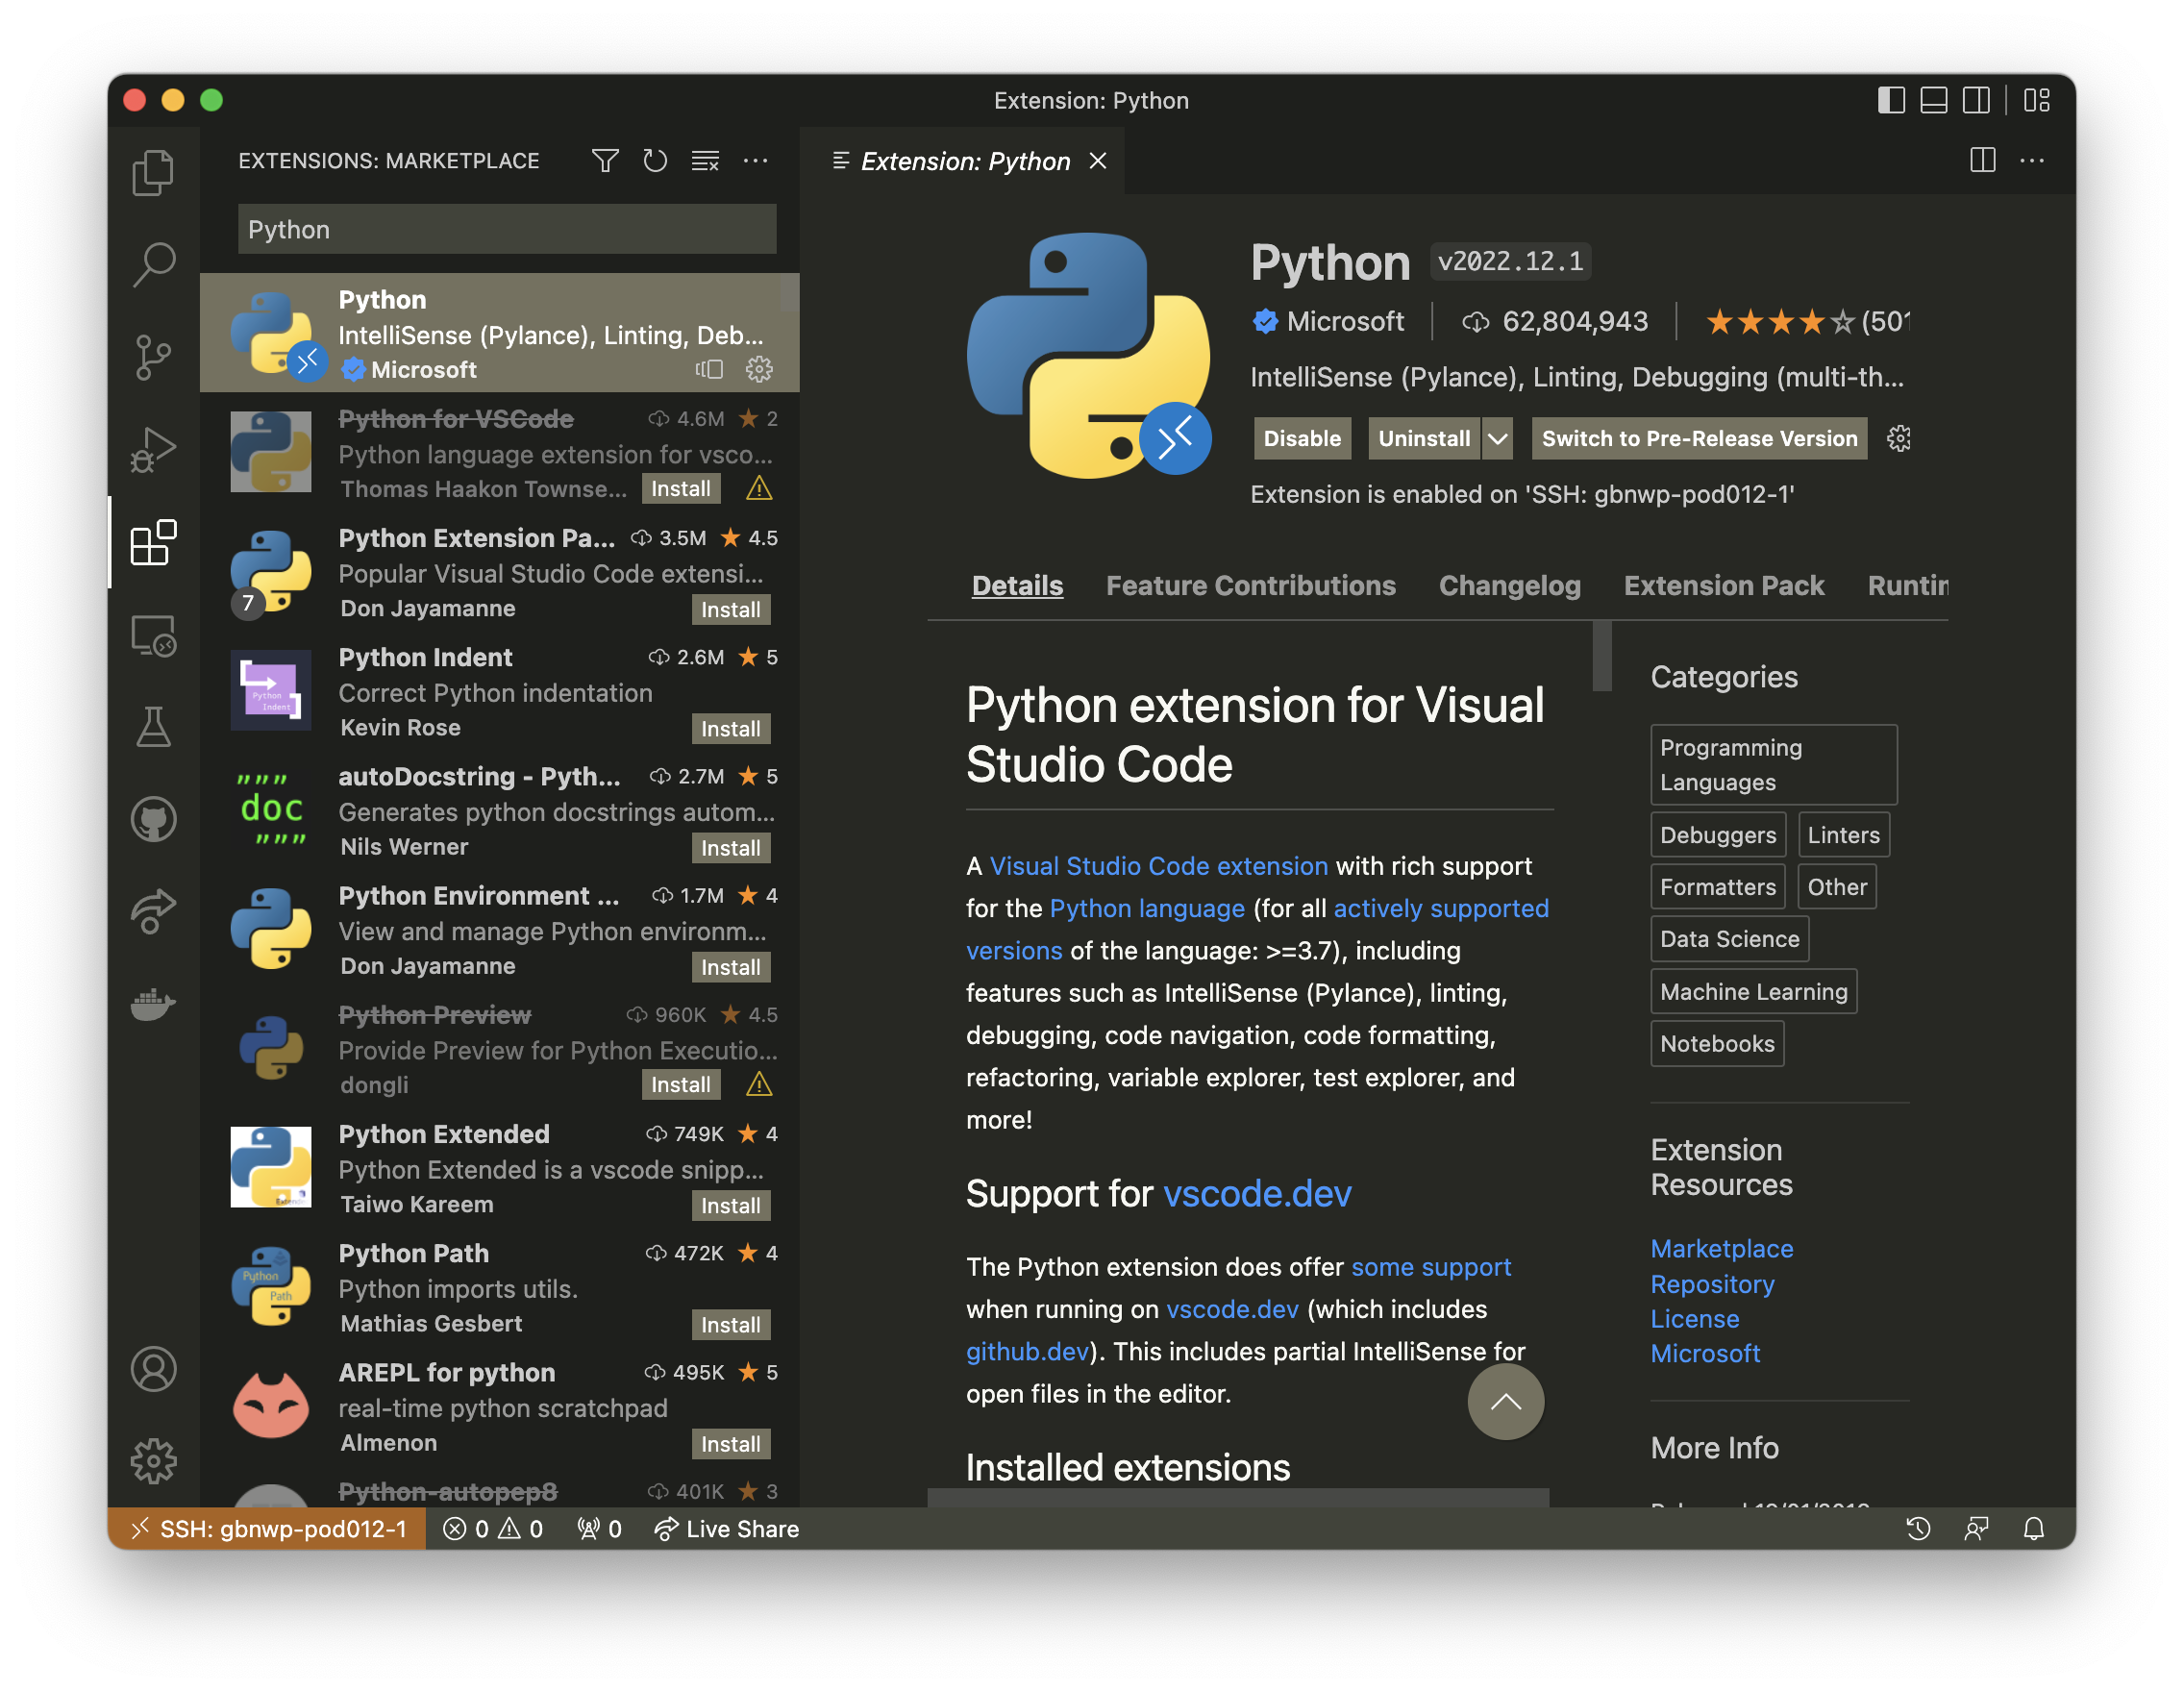 Extension: Python
EXTENSIONS: MARKETPLACE
Python
Python
IntelliSense (Pylance), Linting, Deb...
Microsoft
Python for VSCode 4.6M 2
Python language extension for vsco...
Thomas Haakon Townse... Install
Python Extension Pa... 3.5M 4.5
Popular Visual Studio Code extensi...
7
Don Jayamanne Install
Python Indent 2.6M 5
Correct Python indentation
Python
Indent
Kevin Rose Install
autoDocstring - Pyth... 2.7M 5
"""
doc
"""
Generates python docstrings autom...
Nils Werner Install
Python Environment ... 1.7M 4
View and manage Python environm...
Don Jayamanne Install
Python Preview 960K 4.5
Provide Preview for Python Executio...
dongli Install
Python Extended 749K 4
Python Extended is a vscode snipp...
Taiwo Kareem Install
Python Path 472K 4
Python imports utils.
Python
Path
Mathias Gesbert Install
AREPL for python 495K 5
real-time python scratchpad
Almenon Install
Python-autopep8 401K 3
Extension: Python
Python v2022.12.1
Microsoft 62,804,943 (501
IntelliSense (Pylance), Linting, Debugging (multi-th...
Disable Uninstall Switch to Pre-Release Version
Extension is enabled on 'SSH: gbnwp-pod012-1'
Details Feature Contributions Changelog Extension Pack Runtin
Python extension for Visual
Studio Code
A Visual Studio Code extension with rich support
for the Python language (for all actively supported
versions of the language: >=3.7), including
features such as IntelliSense (Pylance), linting,
debugging, code navigation, code formatting,
refactoring, variable explorer, test explorer, and
more!
Support for vscode.dev
The Python extension does offer some support
when running on vscode.dev (which includes
github.dev). This includes partial IntelliSense for
open files in the editor.
Installed extensions
Categories
Programming
Languages
Debuggers Linters
Formatters Other
Data Science
Machine Learning
Notebooks
Extension
Resources
Marketplace
Repository
License
Microsoft
More Info
SSH: gbnwp-pod012-1 0 0 0 Live Share